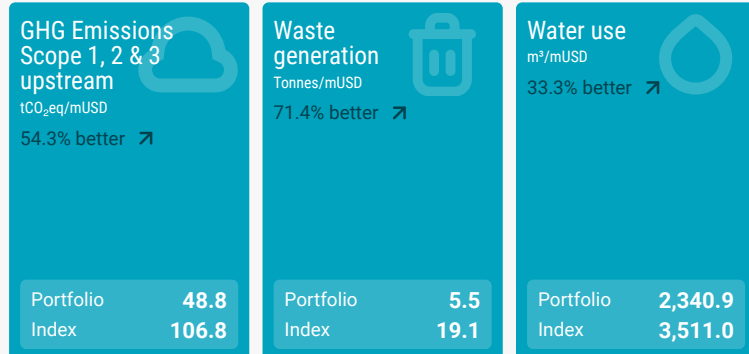 GHG Emissions
Scope 1, 2 & 3
upstream
tCO₂eq/mUSD
54.3% better
Portfolio 48.8
Index 106.8
Waste
generation
Tonnes/mUSD
71.4% better
Portfolio 5.5
Index 19.1
Water use
m³/mUSD
33.3% better
Portfolio 2,340.9
Index 3,511.0